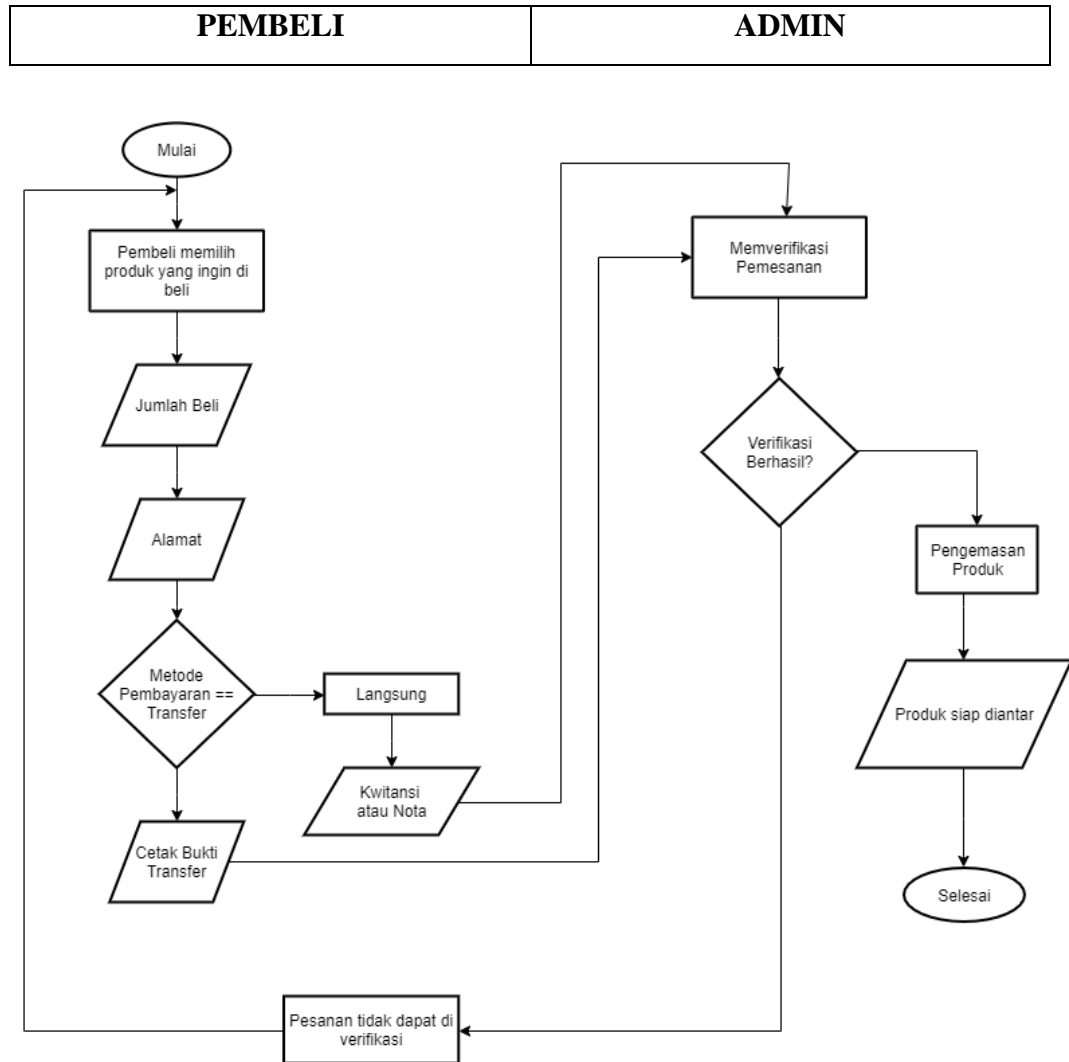 PEMBELI
ADMIN
Mulai
Pembeli memilih
produk yang ingin di
beli
Jumlah Beli
Alamat
Metode
Pembayaran ==
Transfer
Langsung
Kwitansi
atau Nota
Cetak Bukti
Transfer
Memverifikasi
Pemesanan
Verifikasi
Berhasil?
Pengemasan
Produk
Produk siap diantar
Selesai
Pesanan tidak dapat di
verifikasi